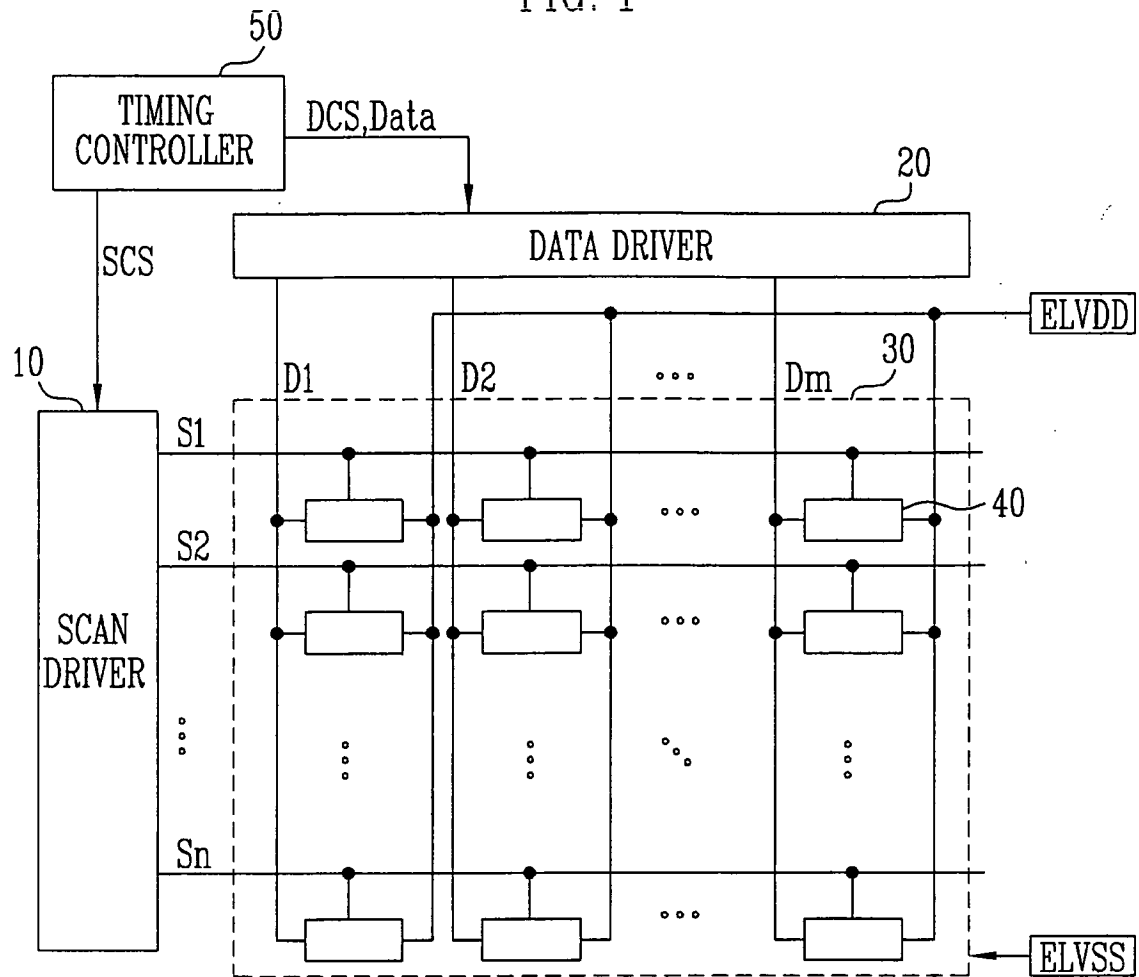 FIG. 1
50
TIMING
CONTROLLER
DCS,Data
20
DATA DRIVER
SCS
ELVDD
10
D1
D2
Dm
30
S1
40
S2
SCAN
DRIVER
Sn
ELVSS